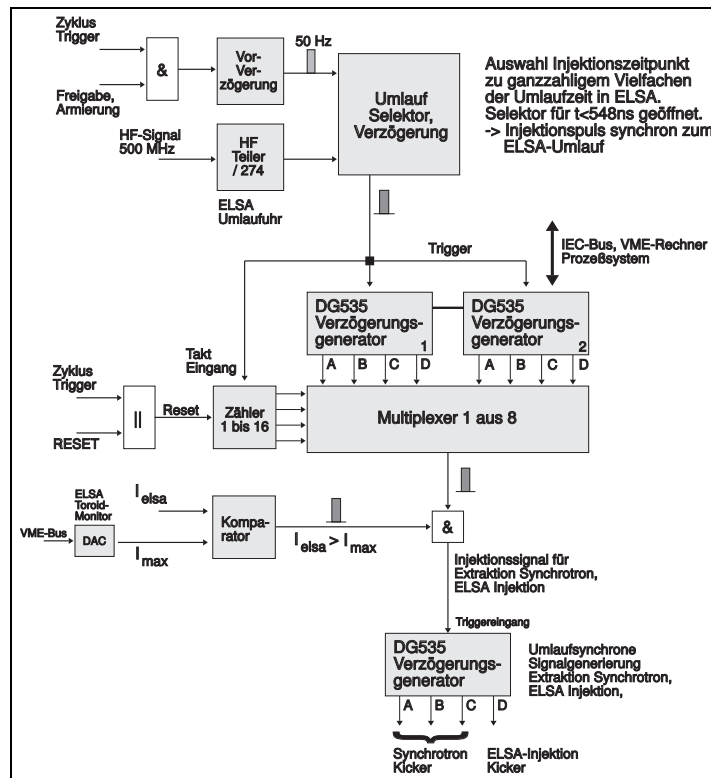 Zyklus
Trigger
&
Freigabe,
Armierung
Vor-
Ver-
zögerung
50 Hz
Umlauf
Selektor,
Verzögerung
Auswahl Injektionszeitpunkt
zu ganzzahligem Vielfachen
der Umlaufzeit in ELSA.
Selektor für t<548ns geöffnet.
-> Injektionspuls synchron zum
ELSA-Umlauf
HF-Signal
500 MHz
HF
Teiler
/ 274
ELSA
Umlaufuhr
Trigger
IEC-Bus, VME-Rechner
Prozeßsystem
DG535
Verzögerungs-
generator
1
DG535
Verzögerungs-
generator
2
A B C D
A B C D
Takt
Eingang
Zyklus
Trigger
||
RESET
Reset
Zähler
1 bis 16
Multiplexer 1 aus 8
ELSA
Toroid-
Monitor
VME-Bus
DAC
I elsa
I max
Kompa-
rator
I elsa > I max
&
Injektionssignal für
Extraktion Synchrotron,
ELSA Injektion
Triggereingang
DG535
Verzögerungs-
generator
Umlaufsynchrone
Signalgenerierung
Extraktion Synchrotron,
ELSA Injektion,
A B C D
Synchrotron
Kicker
ELSA-Injektion
Kicker